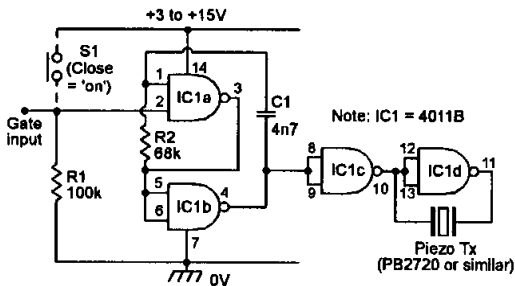 +3 to +15V
S1
(Close
= 'on')
14
1
3
IC1a
2
C1
4n7
Note: IC1 = 4011B
Gate
input
R2
68k
R1
100k
5
4
IC1b
6
7
0V
8
IC1c
9
10
12
11
IC1d
13
Piezo Tx
(PB2720 or similar)